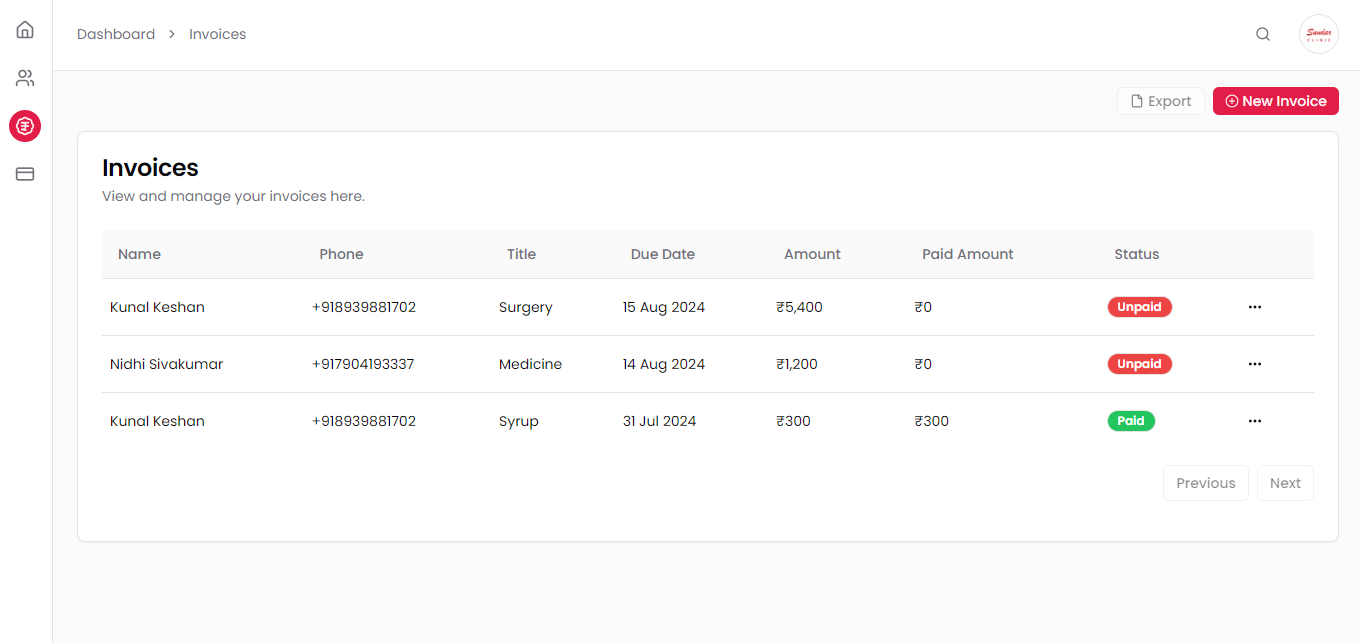 Dashboard > Invoices
Sundar
CLINIC
Export
New Invoice
Invoices
View and manage your invoices here.
Name Phone Title Due Date Amount Paid Amount Status
Kunal Keshan +918939881702 Surgery 15 Aug 2024 ₹5,400 ₹0 Unpaid ...
Nidhi Sivakumar +917904193337 Medicine 14 Aug 2024 ₹1,200 ₹0 Unpaid ...
Kunal Keshan +918939881702 Syrup 31 Jul 2024 ₹300 ₹300 Paid ...
Previous Next